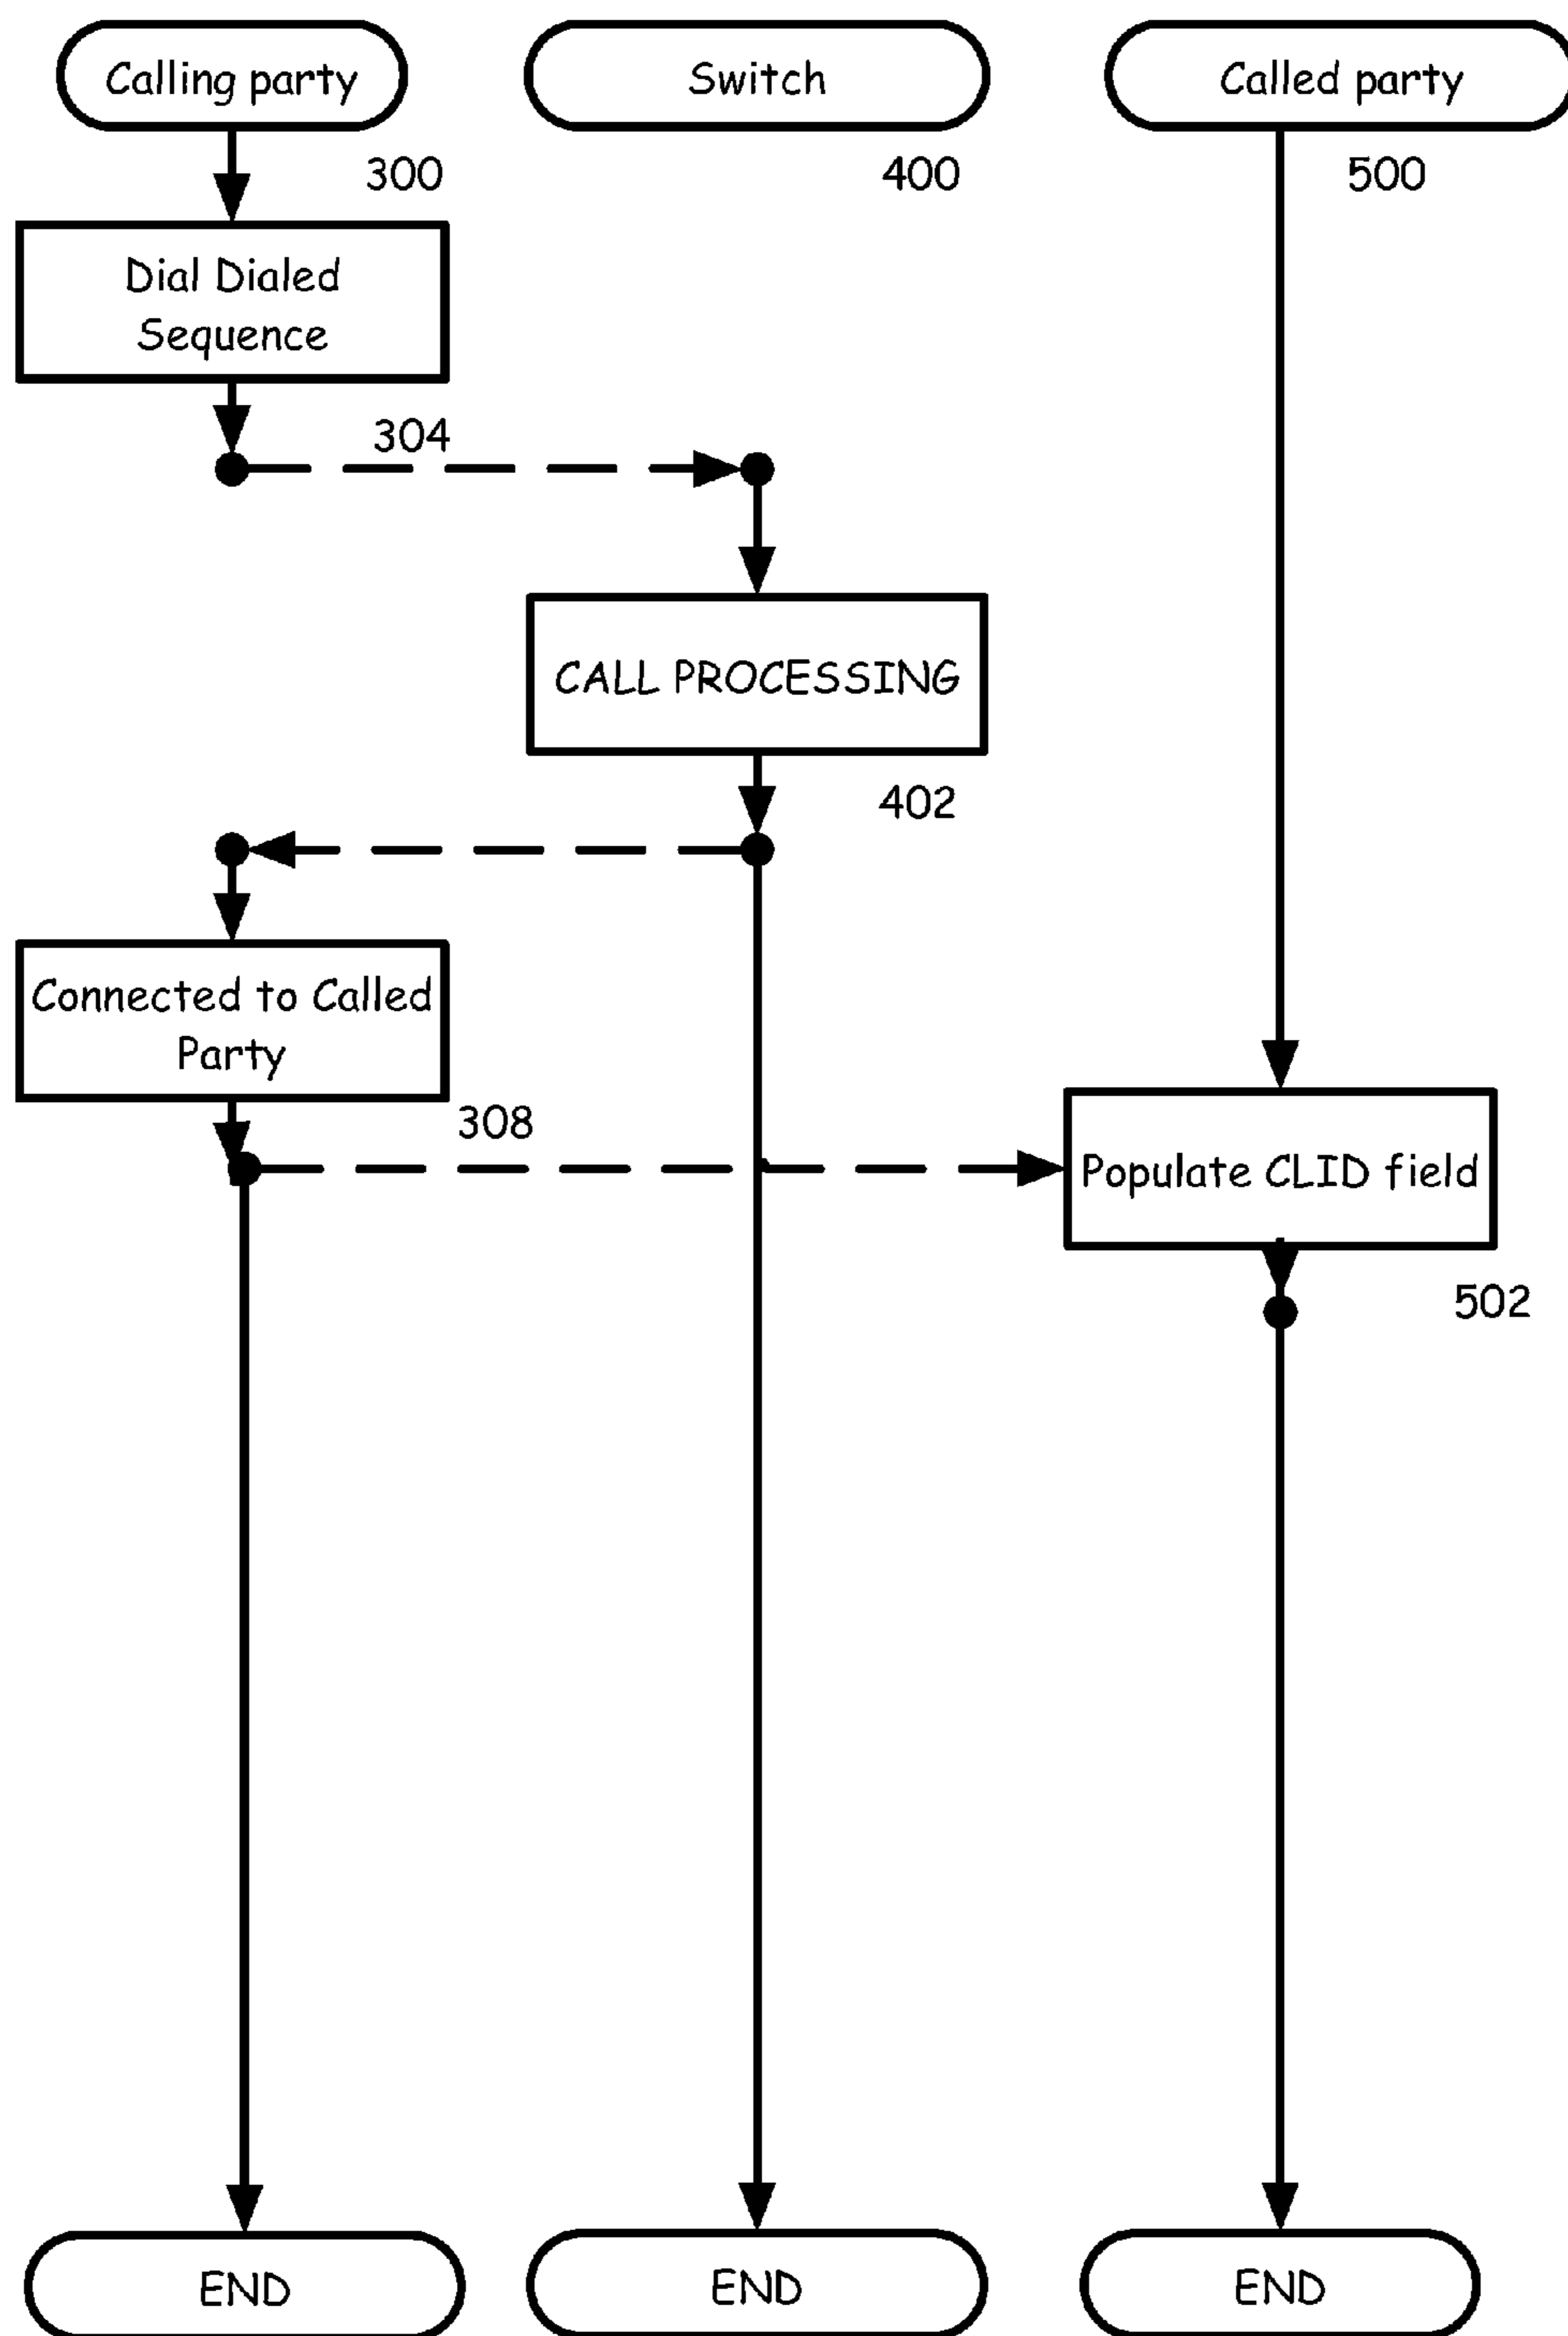 Calling party
Switch
Called party
300
400
500
Dial Dialed
Sequence
304
CALL PROCESSING
402
Connected to Called
Party
308
Populate CLID field
502
END
END
END